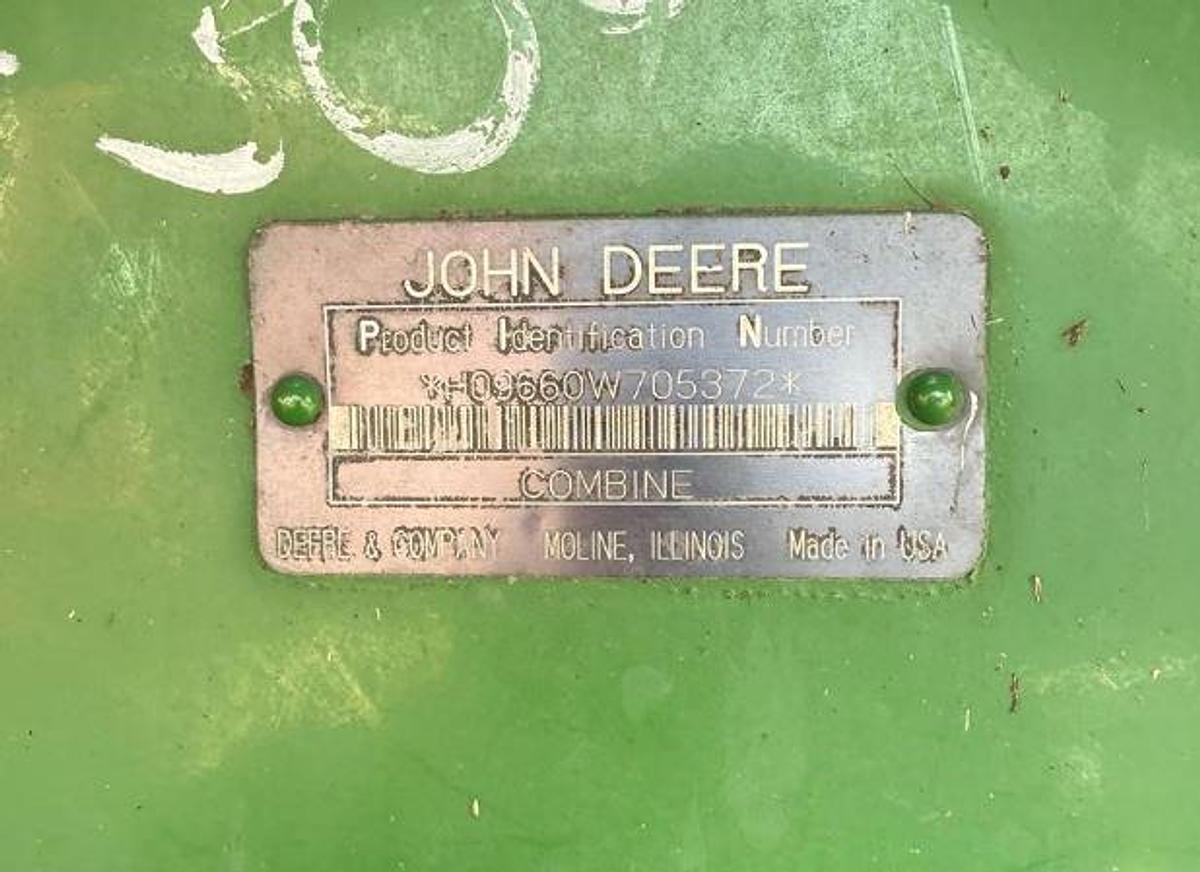 JOHN DEERE
Product Identification Number
*H09660W705372*
COMBINE
DEERE & COMPANY MOLINE, ILLINOIS Made in USA